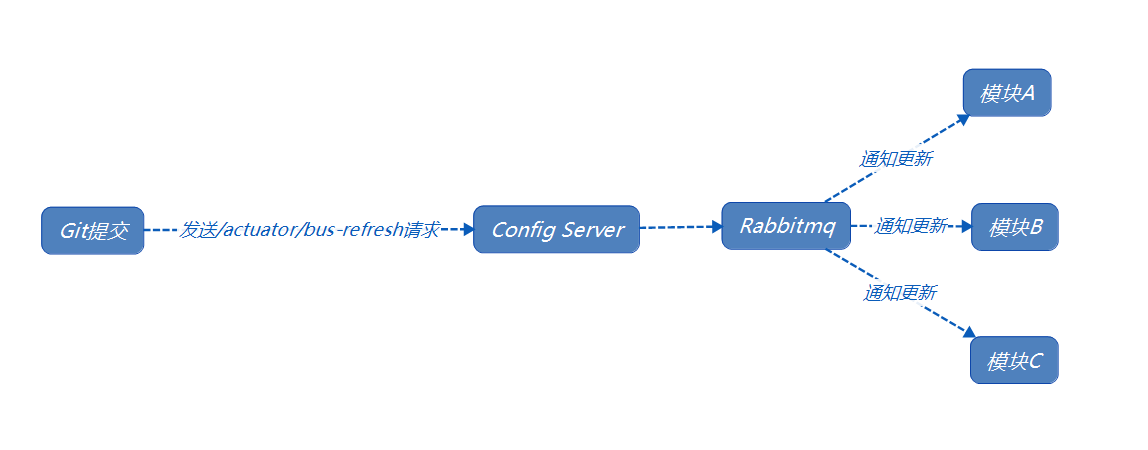 模块A
通知更新
Git提交
发送/actuator/bus-refresh请求
Config Server
Rabbitmq
通知更新
模块B
通知更新
模块C